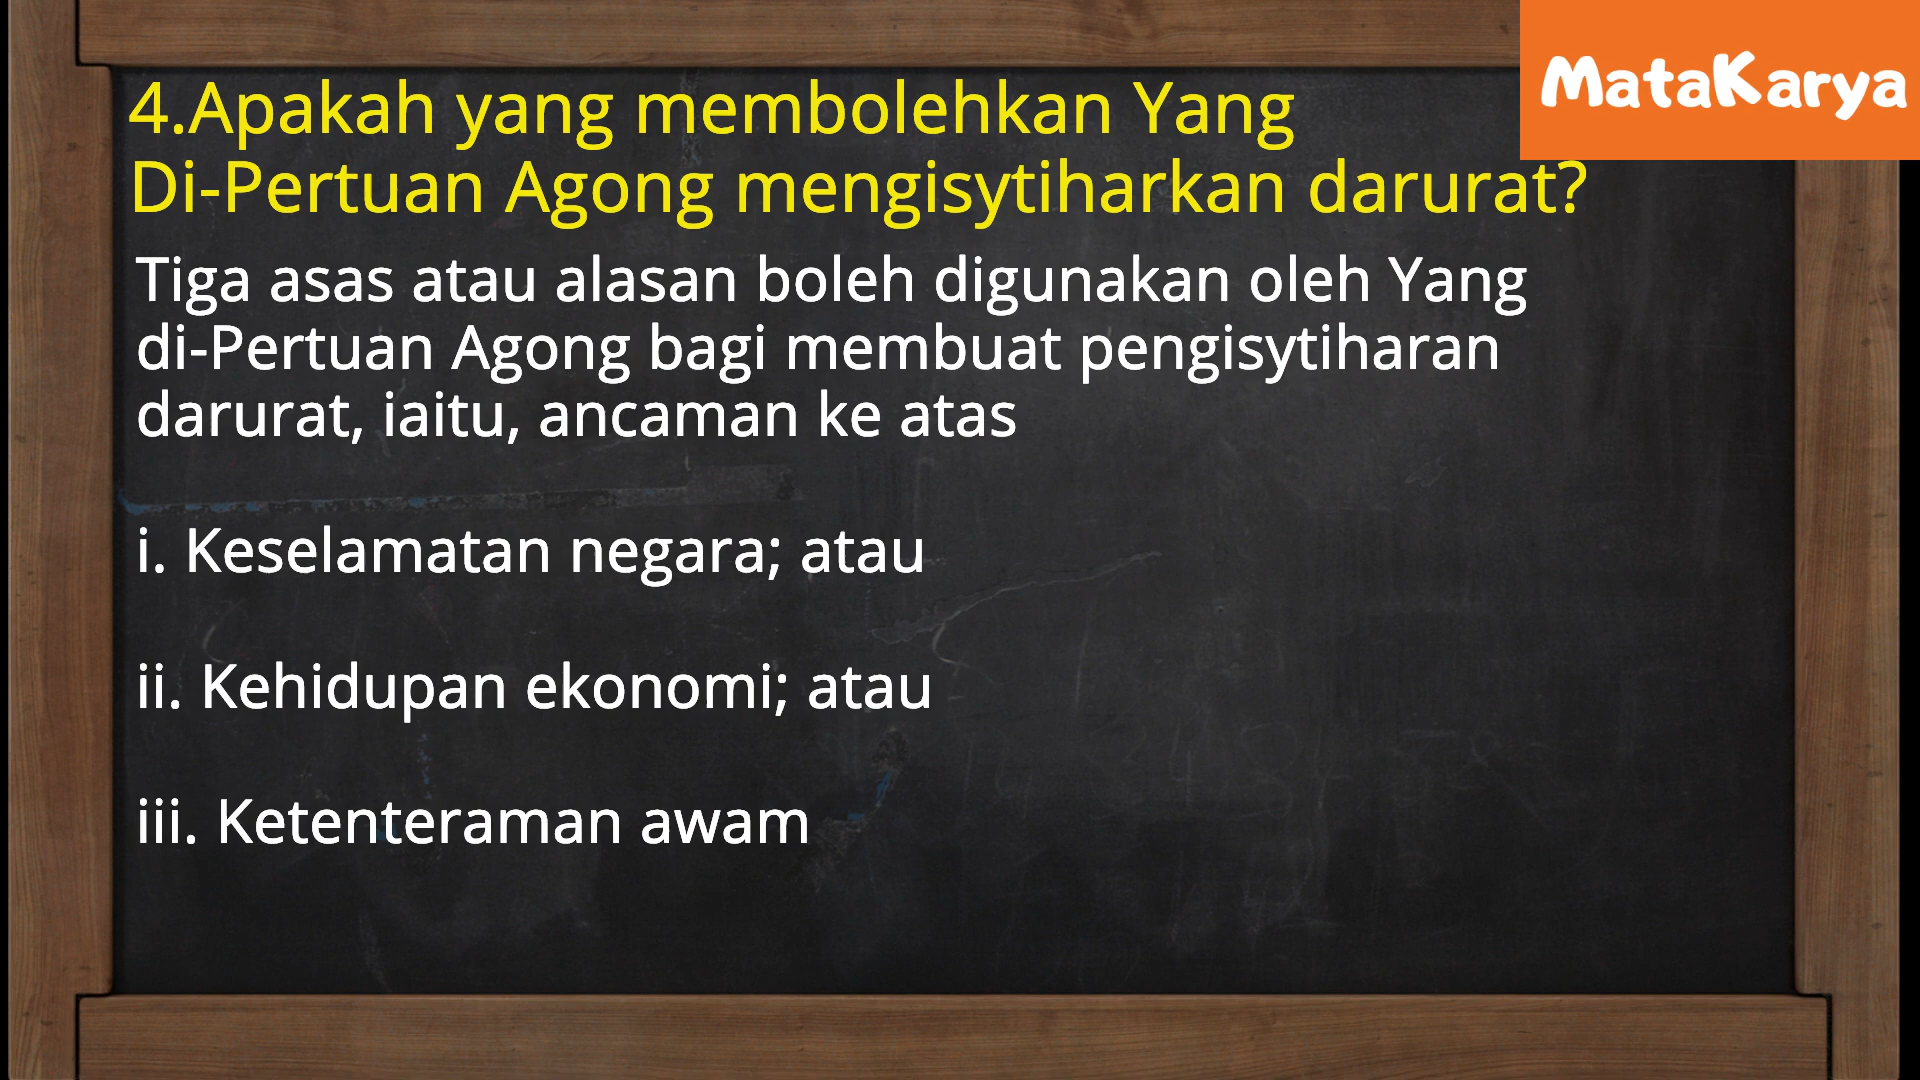 MataKarya
4.Apakah yang membolehkan Yang
Di-Pertuan Agong mengisytiharkan darurat?
Tiga asas atau alasan boleh digunakan oleh Yang
di-Pertuan Agong bagi membuat pengisytiharan
darurat, iaitu, ancaman ke atas
i. Keselamatan negara; atau
ii. Kehidupan ekonomi; atau
iii. Ketenteraman awam